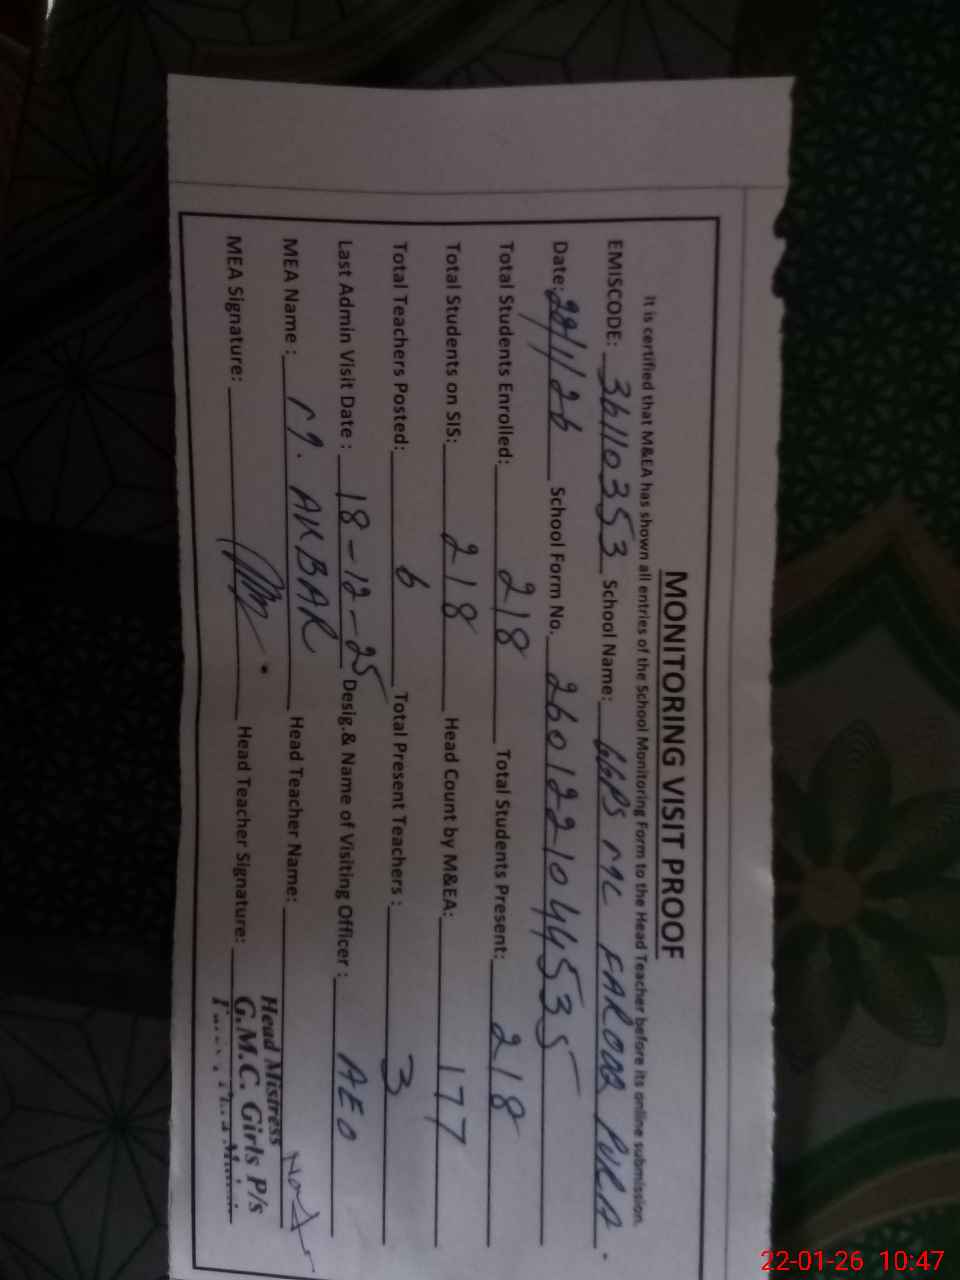 MONITORING VISIT PROOF
It is certified that M&EA has shown all entries of the School Monitoring Form to the Head Teacher before its online submission.
EMISCODE: 36110353 School Name: GGPS MC FAROOQ PURA.
Date: 22/1/26 School Form No. 260122104453 5
Total Students Enrolled: 218 Total Students Present: 218
Total Students on SIS: 218 Head Count by M&EA: 177
Total Teachers Posted: 6 Total Present Teachers : 3
Last Admin Visit Date : 18-12-25 Desig.& Name of Visiting Officer : AEO
MEA Name : M. AKBAR Head Teacher Name:
MEA Signature: Head Teacher Signature:
Head Mistress
G.M.C. Girls P/s
22-01-26 10:47